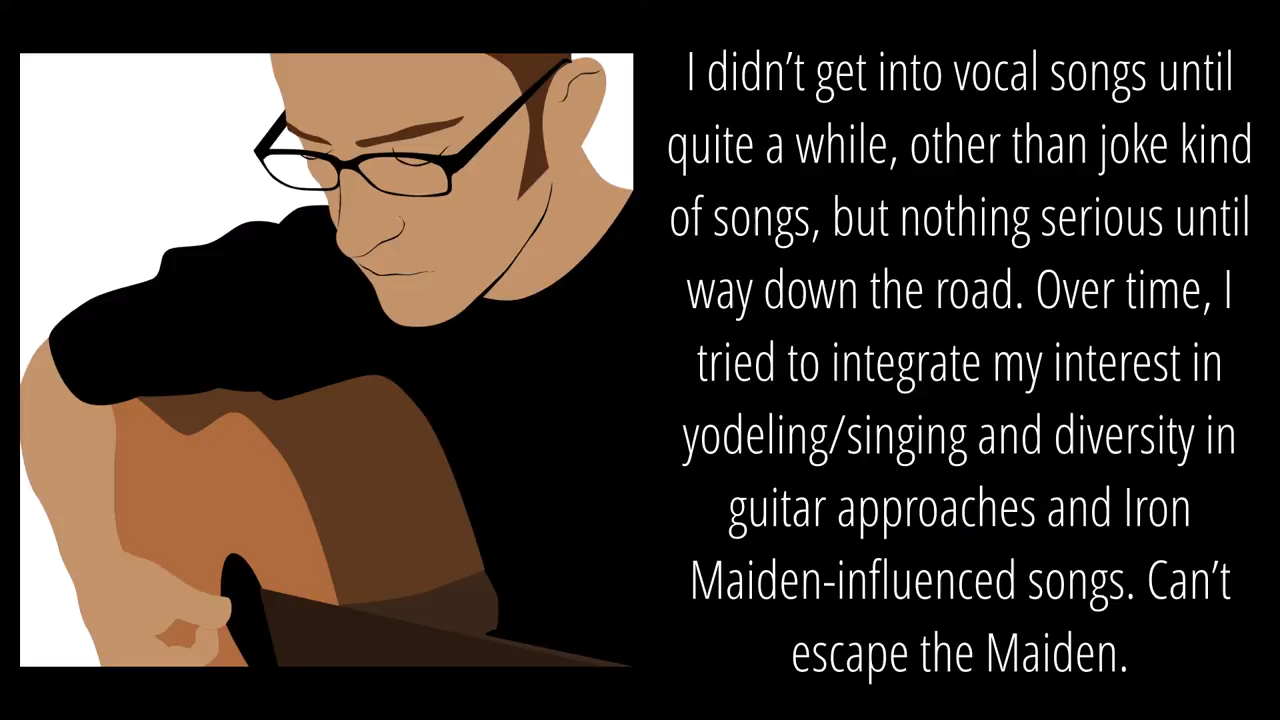 I didn’t get into vocal songs until
quite a while, other than joke kind
of songs, but nothing serious until
way down the road. Over time, I
tried to integrate my interest in
yodeling/singing and diversity in
guitar approaches and Iron
Maiden-influenced songs. Can’t
escape the Maiden.